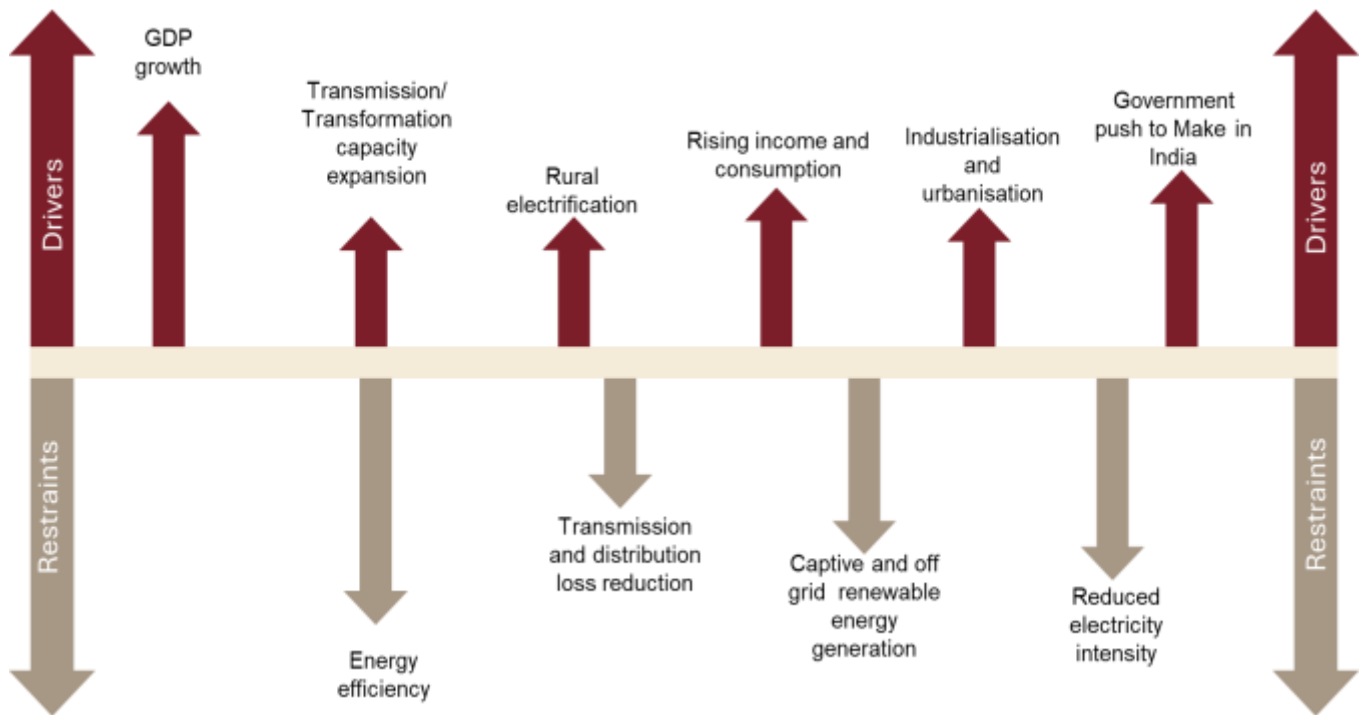 Drivers
GDP
growth
Transmission/
Transformation
capacity
expansion
Rural
electrification
Rising income and
consumption
Industrialisation
and
urbanisation
Government
push to Make in
India
Drivers
Restraints
Energy
efficiency
Transmission
and distribution
loss reduction
Captive and off
grid renewable
energy
generation
Reduced
electricity
intensity
Restraints